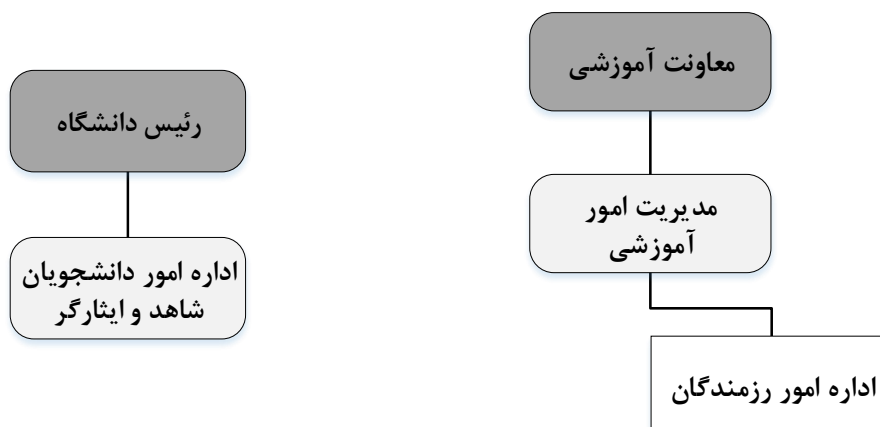 معاونت آموزشی
مدیریت امور
آموزشی
اداره امور رزمندگان
رئیس دانشگاه
اداره امور دانشجویان
شاهد و ایثارگر